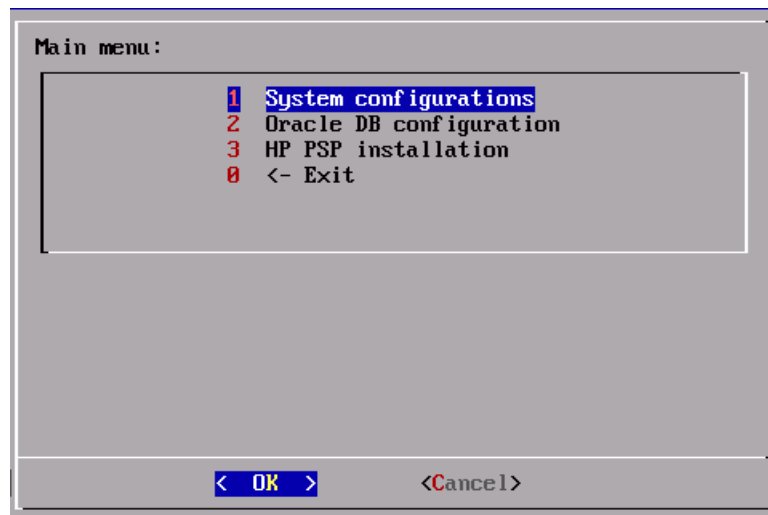 Main menu:
1 System configurations
2 Oracle DB configuration
3 HP PSP installation
0 <- Exit
< OK > <Cancel>